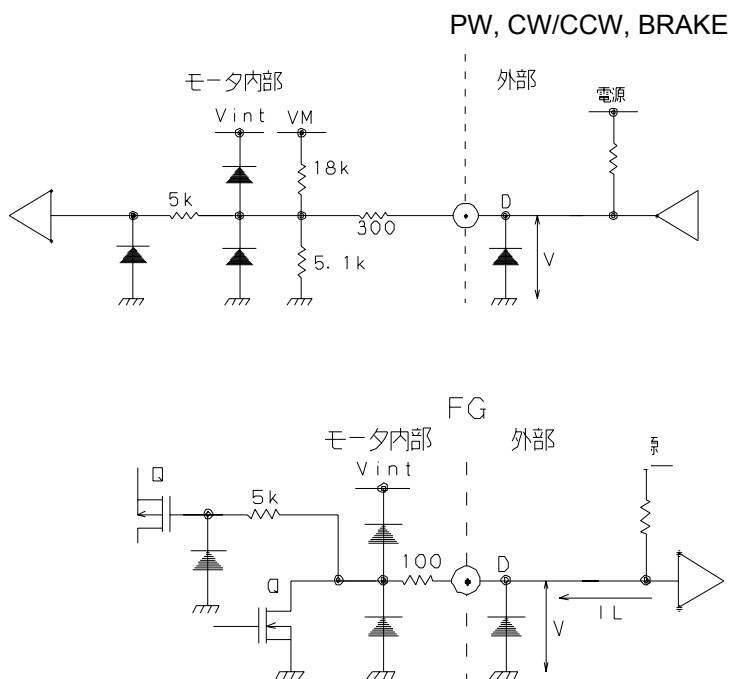 PW, CW/CCW, BRAKE
モータ内部
外部
Vint
VM
電源
18k
5k
D
300
5.1k
V
FG
モータ内部
外部
Vint
Q
5k
100
D
Q
IL
V